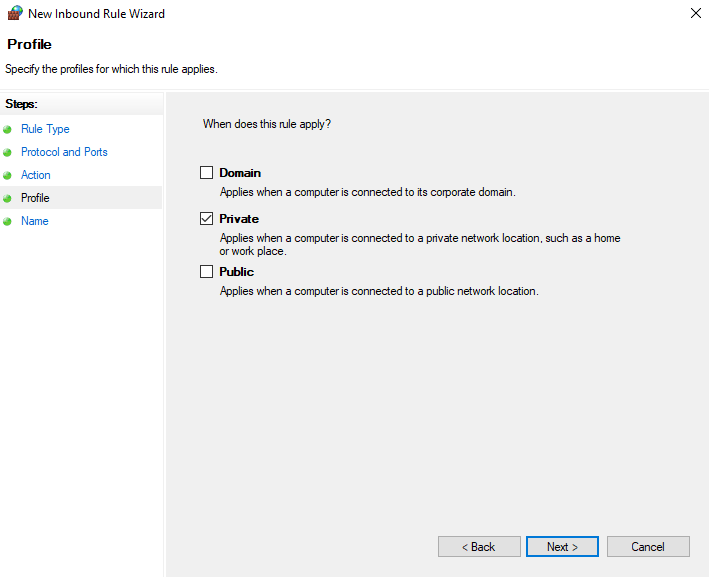 New Inbound Rule Wizard
Profile
Specify the profiles for which this rule applies.
Steps:
Rule Type
Protocol and Ports
Action
Profile
Name
When does this rule apply?
Domain
Applies when a computer is connected to its corporate domain.
Private
Applies when a computer is connected to a private network location, such as a home
or work place.
Public
Applies when a computer is connected to a public network location.
< Back
Next >
Cancel